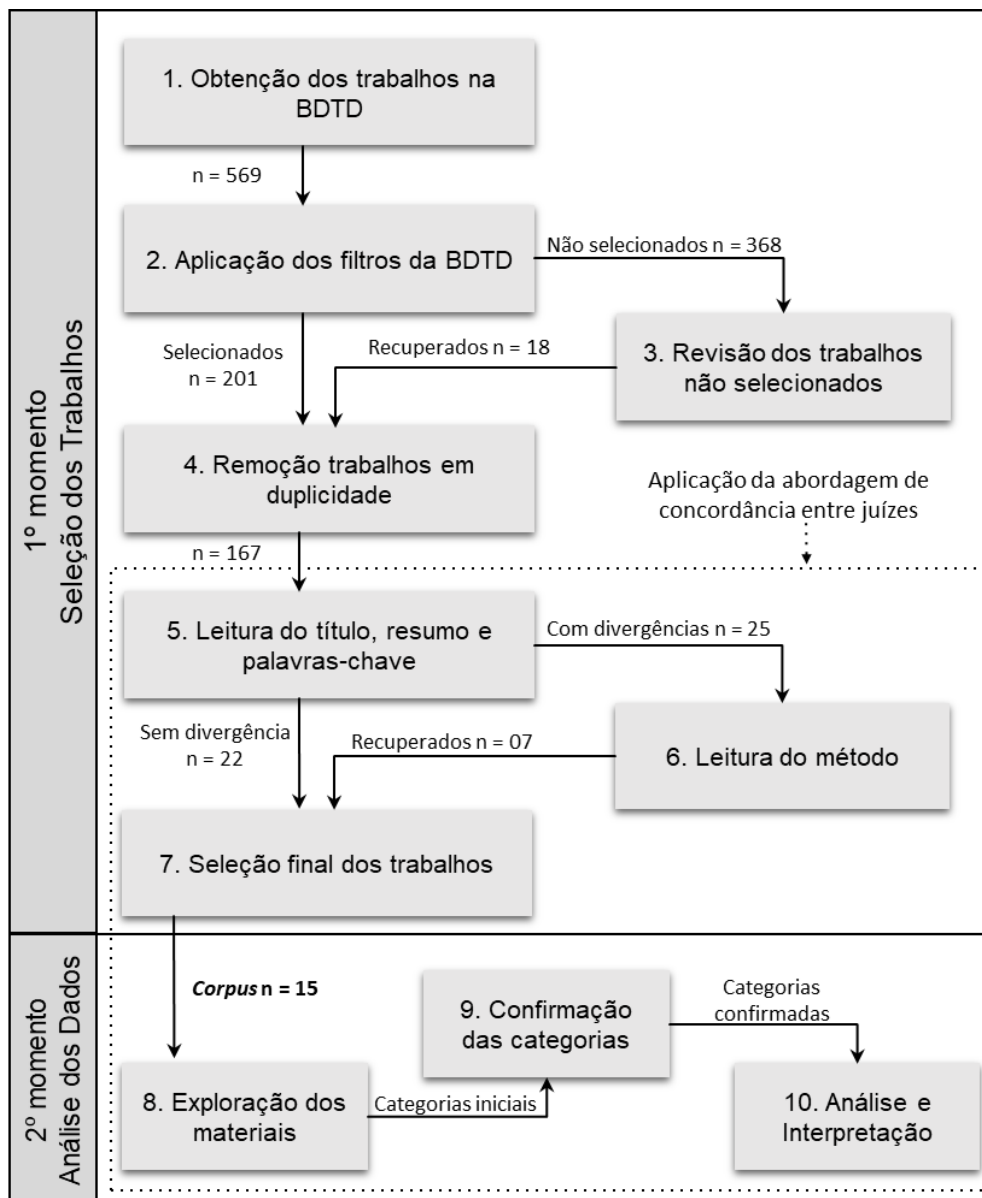 1º momento
Seleção dos Trabalhos
1. Obtenção dos trabalhos na
BDTD
n = 569
2. Aplicação dos filtros da BDTD
Não selecionados n = 368
Selecionados
n = 201
Recuperados n = 18
3. Revisão dos trabalhos
não selecionados
4. Remoção trabalhos em
duplicidade
Aplicação da abordagem de
concordância entre juízes
n = 167
5. Leitura do título, resumo e
palavras-chave
Com divergências n = 25
Sem divergência
n = 22
Recuperados n = 07
6. Leitura do método
7. Seleção final dos trabalhos
2º momento
Análise dos Dados
Corpus n = 15
8. Exploração dos
materiais
Categorias iniciais
9. Confirmação
das categorias
Categorias
confirmadas
10. Análise e
Interpretação